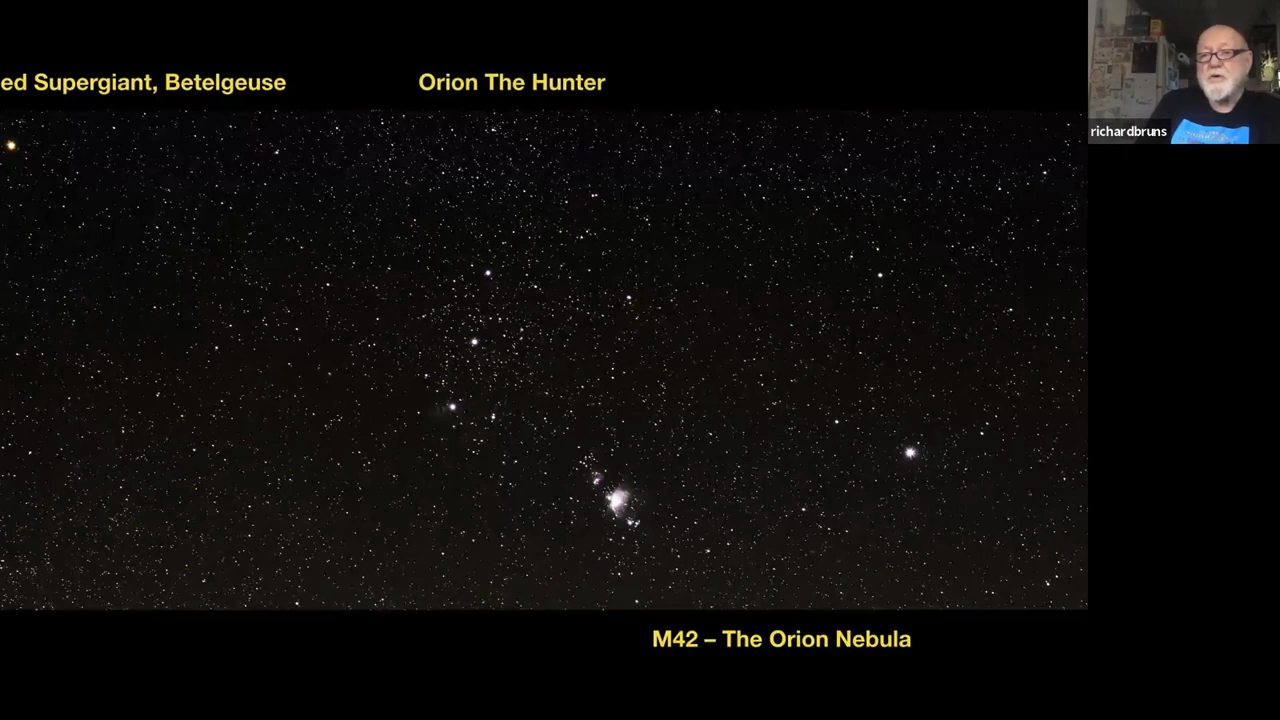 ed Supergiant, Betelgeuse
Orion The Hunter
richardbruns
M42 – The Orion Nebula